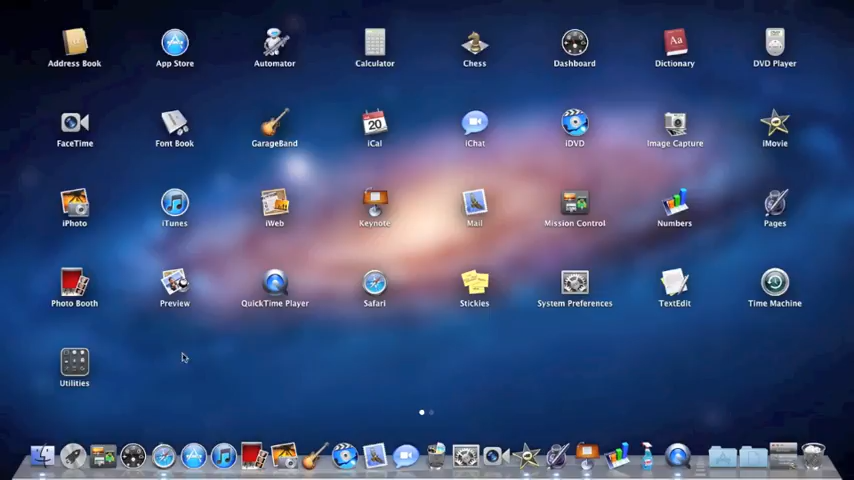 Address Book App Store Automator Calculator Chess Dashboard Dictionary DVD Player
FaceTime Font Book GarageBand iCal iChat iDVD Image Capture iMovie
iPhoto iTunes iWeb Keynote Mail Mission Control Numbers Pages
Photo Booth Preview QuickTime Player Safari Stickies System Preferences TextEdit Time Machine
Utilities
Aa
20